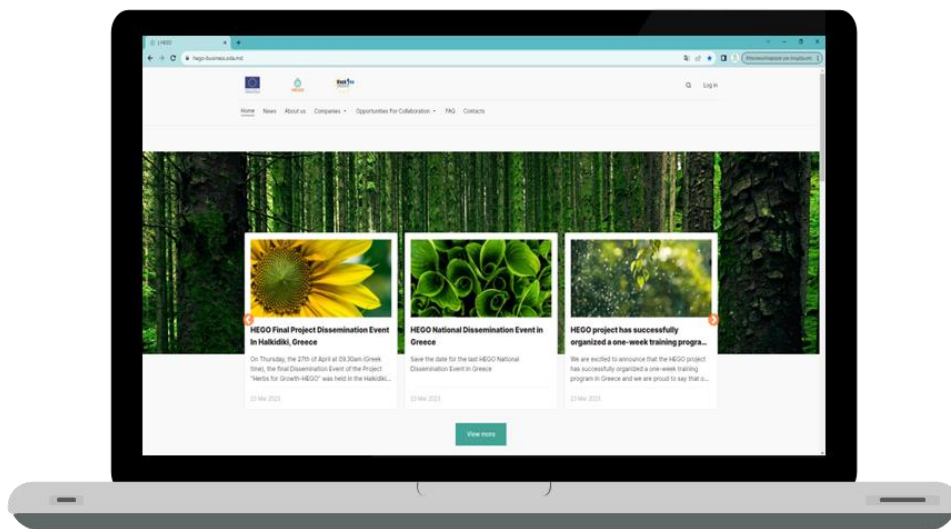 | HEGO
hego-business.oda.md
HEGO
Log in
Home News About us Companies Opportunities For Collaboration FAQ Contacts
HEGO Final Project Dissemination Event
In Halkidiki, Greece
On Thursday, the 27th of April at 09.30am (Greek
time), the final Dissemination Event of the Project
"Herbs for Growth-HEGO" was held in the Halkidiki...
23 Mar 2023
HEGO National Dissemination Event in
Greece
Save the date for the last HEGO National
Dissemination Event in Greece
23 Mar 2023
HEGO project has successfully
organized a one-week training progra...
We are excited to announce that the HEGO project
has successfully organized a one-week training
program in Greece and we are proud to say that o...
23 Mar 2023
View more